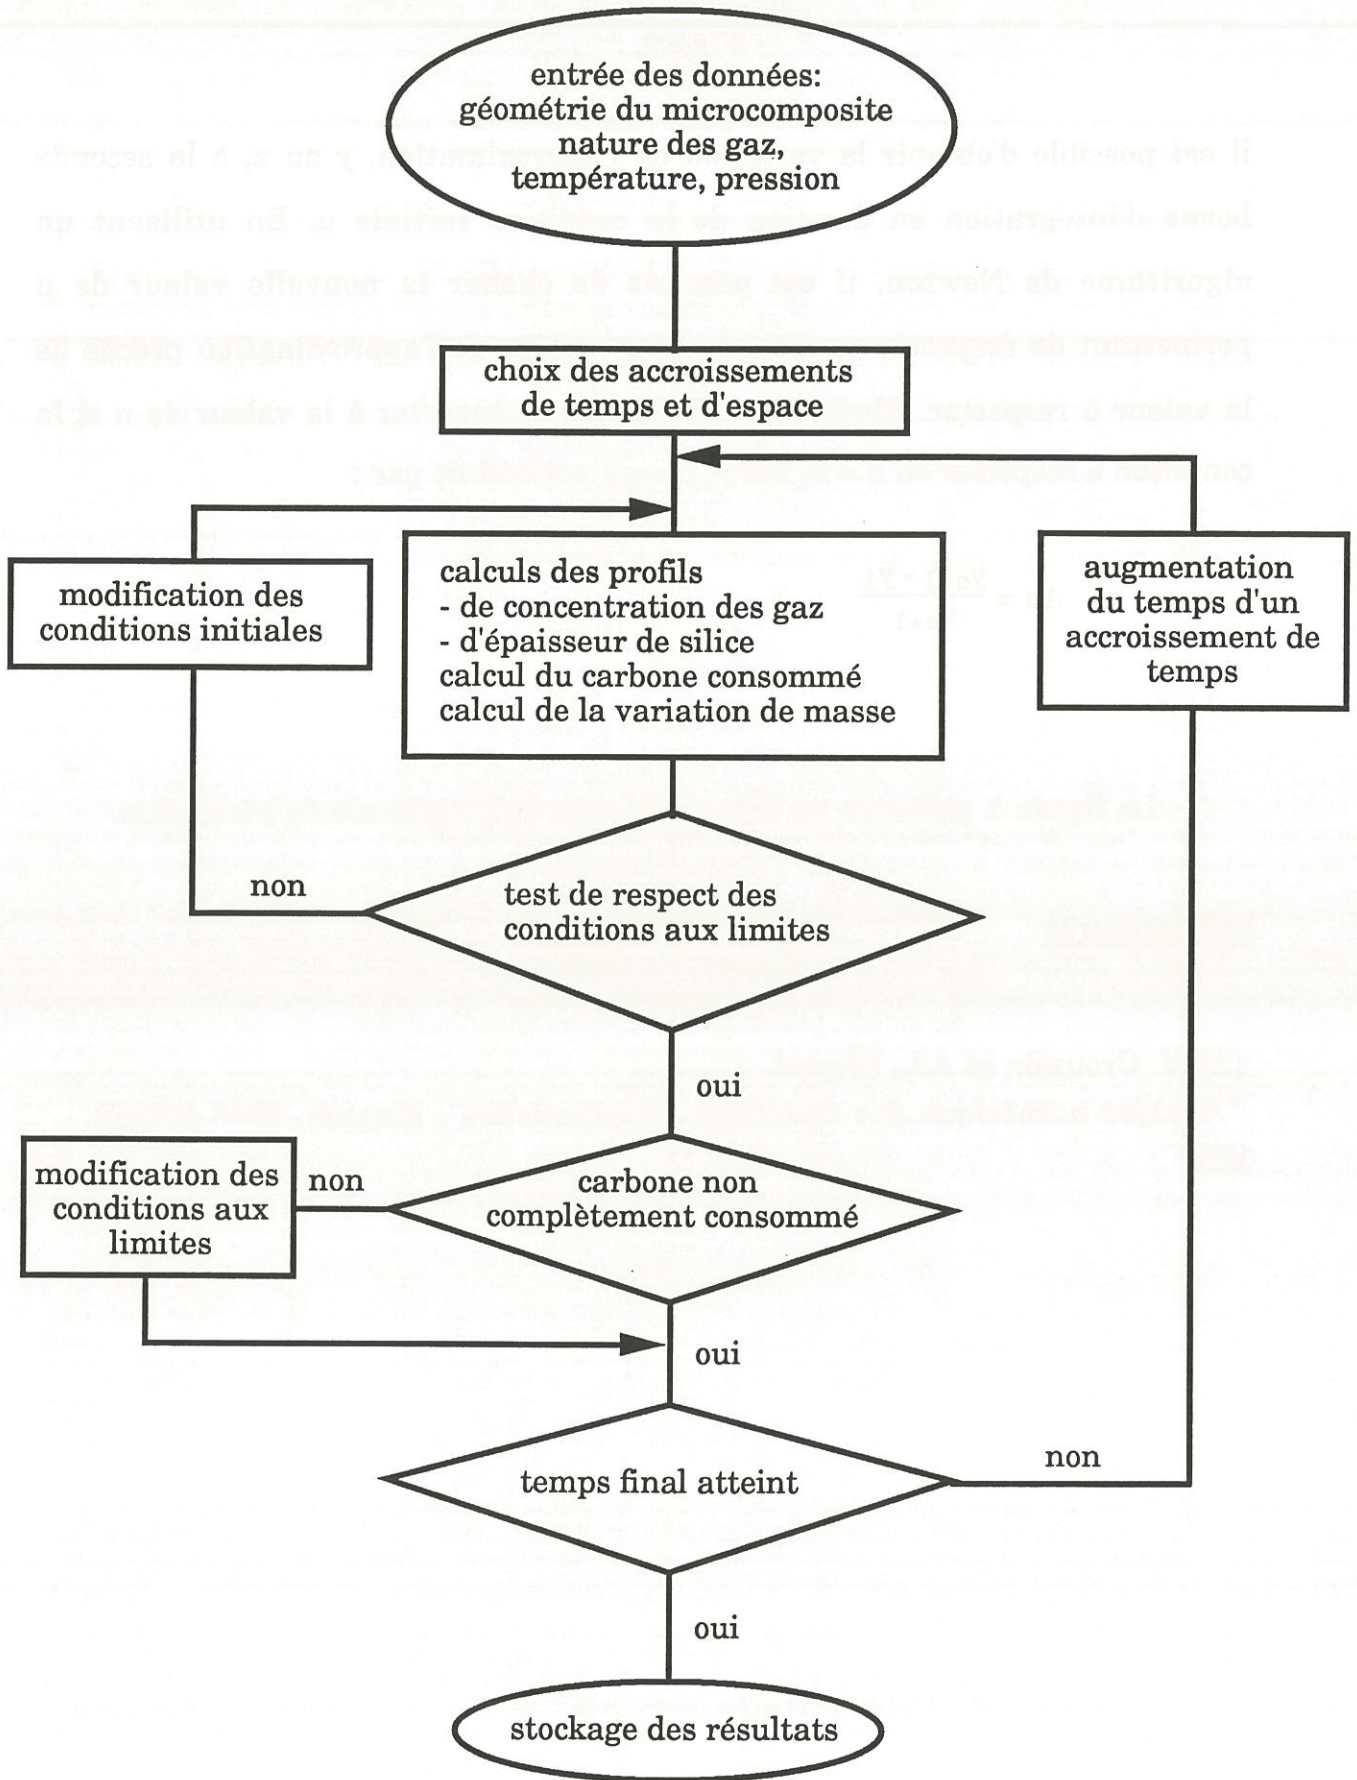 entrée des données:
géométrie du microcomposite
nature des gaz,
température, pression
choix des accroissements
de temps et d'espace
modification des
conditions initiales
calculs des profils
- de concentration des gaz
- d'épaisseur de silice
calcul du carbone consommé
calcul de la variation de masse
augmentation
du temps d'un
accroissement de
temps
non
test de respect des
conditions aux limites
oui
modification des
conditions aux
limites
non
carbone non
complètement consommé
oui
temps final atteint
non
oui
stockage des résultats